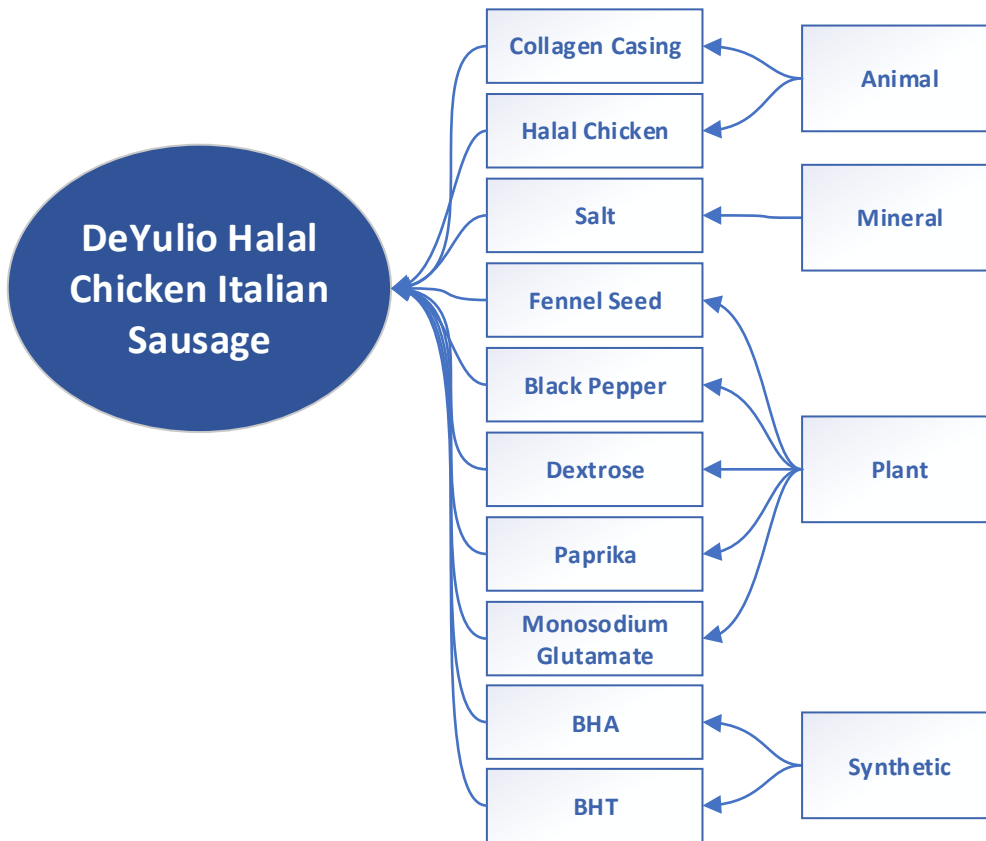 DeYulio Halal
Chicken Italian
Sausage
Collagen Casing
Halal Chicken
Salt
Fennel Seed
Black Pepper
Dextrose
Paprika
Monosodium
Glutamate
BHA
BHT
Animal
Mineral
Plant
Synthetic